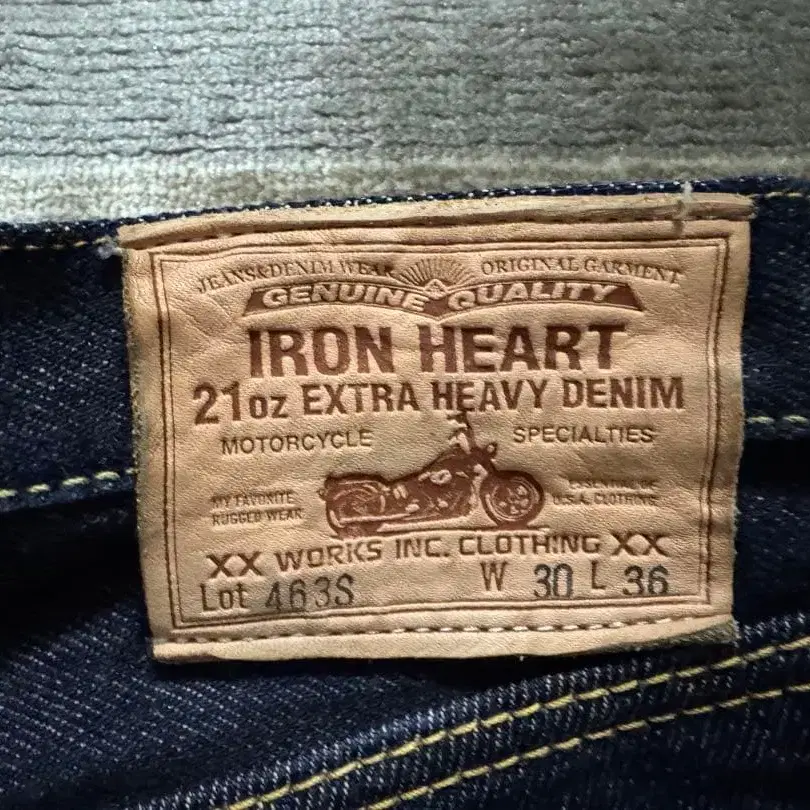 JEANS&DENIM WEAR ORIGINAL GARMENT
GENUINE QUALITY
IRON HEART
21oz EXTRA HEAVY DENIM
MOTORCYCLE SPECIALTIES
MY FAVORITE ESSENTIAL OF
RUGGED WEAR U.S.A. CLOTHING
XX WORKS INC. CLOTHING XX
Lot 463S W 30 L 36